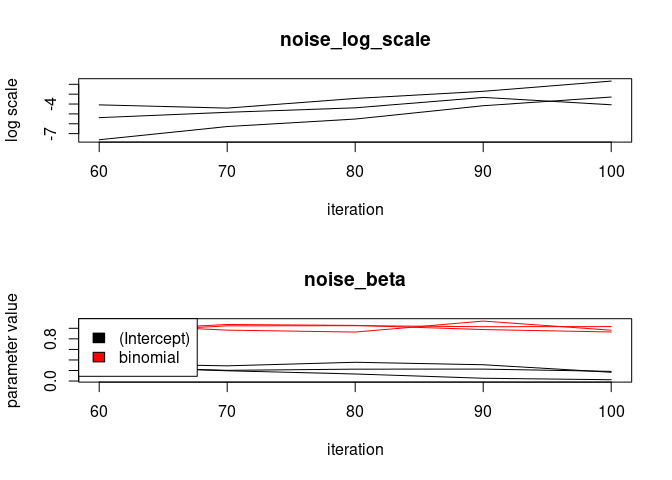 noise_log_scale
log scale
-4
-7
60 70 80 90 100
iteration
noise_beta
parameter value
0.8
0.0
(Intercept)
binomial
60 70 80 90 100
iteration